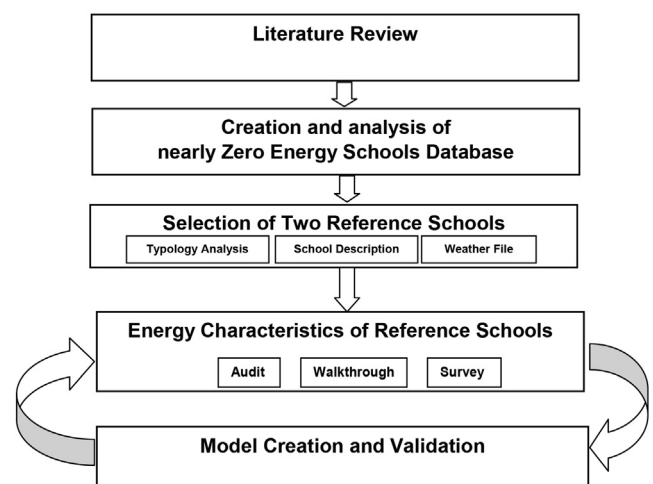 Literature Review
Creation and analysis of
nearly Zero Energy Schools Database
Selection of Two Reference Schools
Typology Analysis School Description Weather File
Energy Characteristics of Reference Schools
Audit Walkthrough Survey
Model Creation and Validation